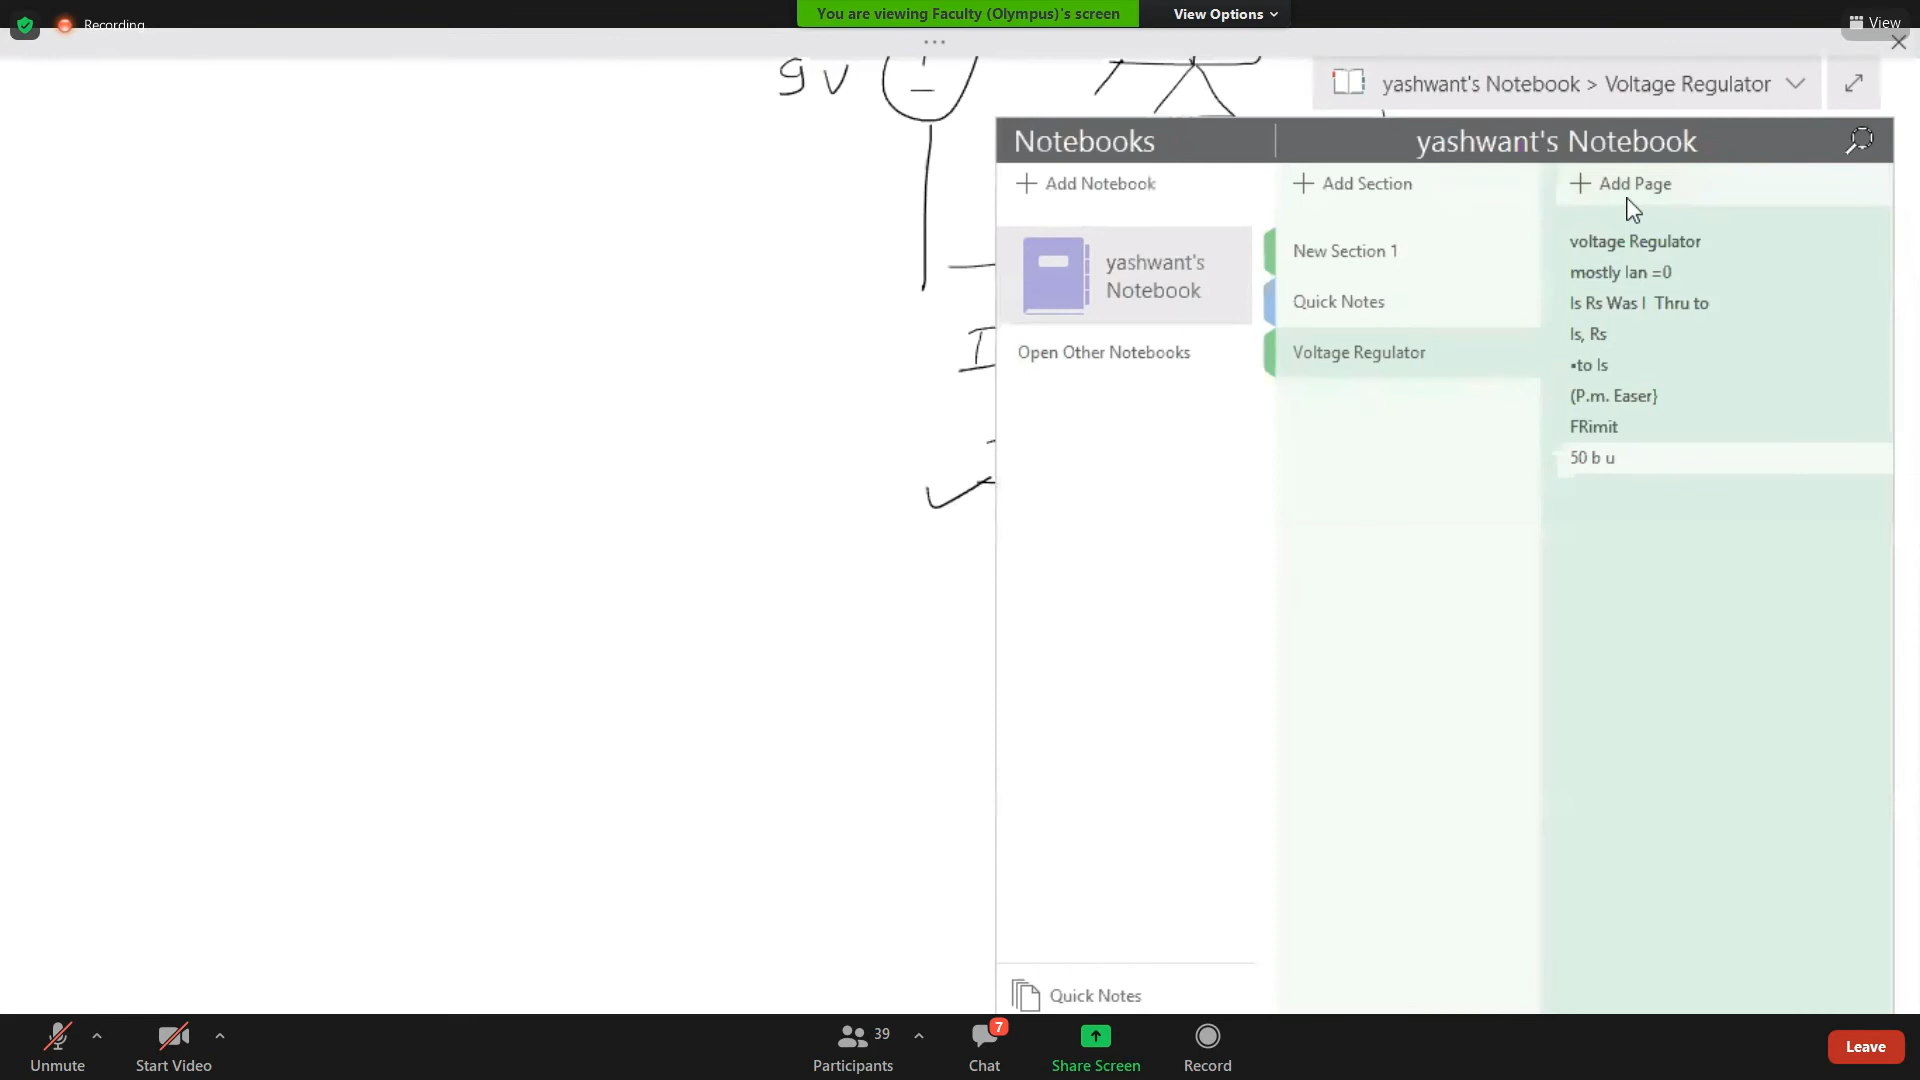 Recording
You are viewing Faculty (Olympus)'s screen
View Options
View
9V
yashwant's Notebook > Voltage Regulator
Notebooks
yashwant's Notebook
Add Notebook
Add Section
Add Page
yashwant's
Notebook
Open Other Notebooks
New Section 1
Quick Notes
Voltage Regulator
voltage Regulator
mostly Ian =0
Is Rs Was I Thru to
Is, Rs
▪to Is
(P.m. Easer}
FRimit
50 b u
I
Quick Notes
Unmute
Start Video
39
Participants
7
Chat
Share Screen
Record
Leave